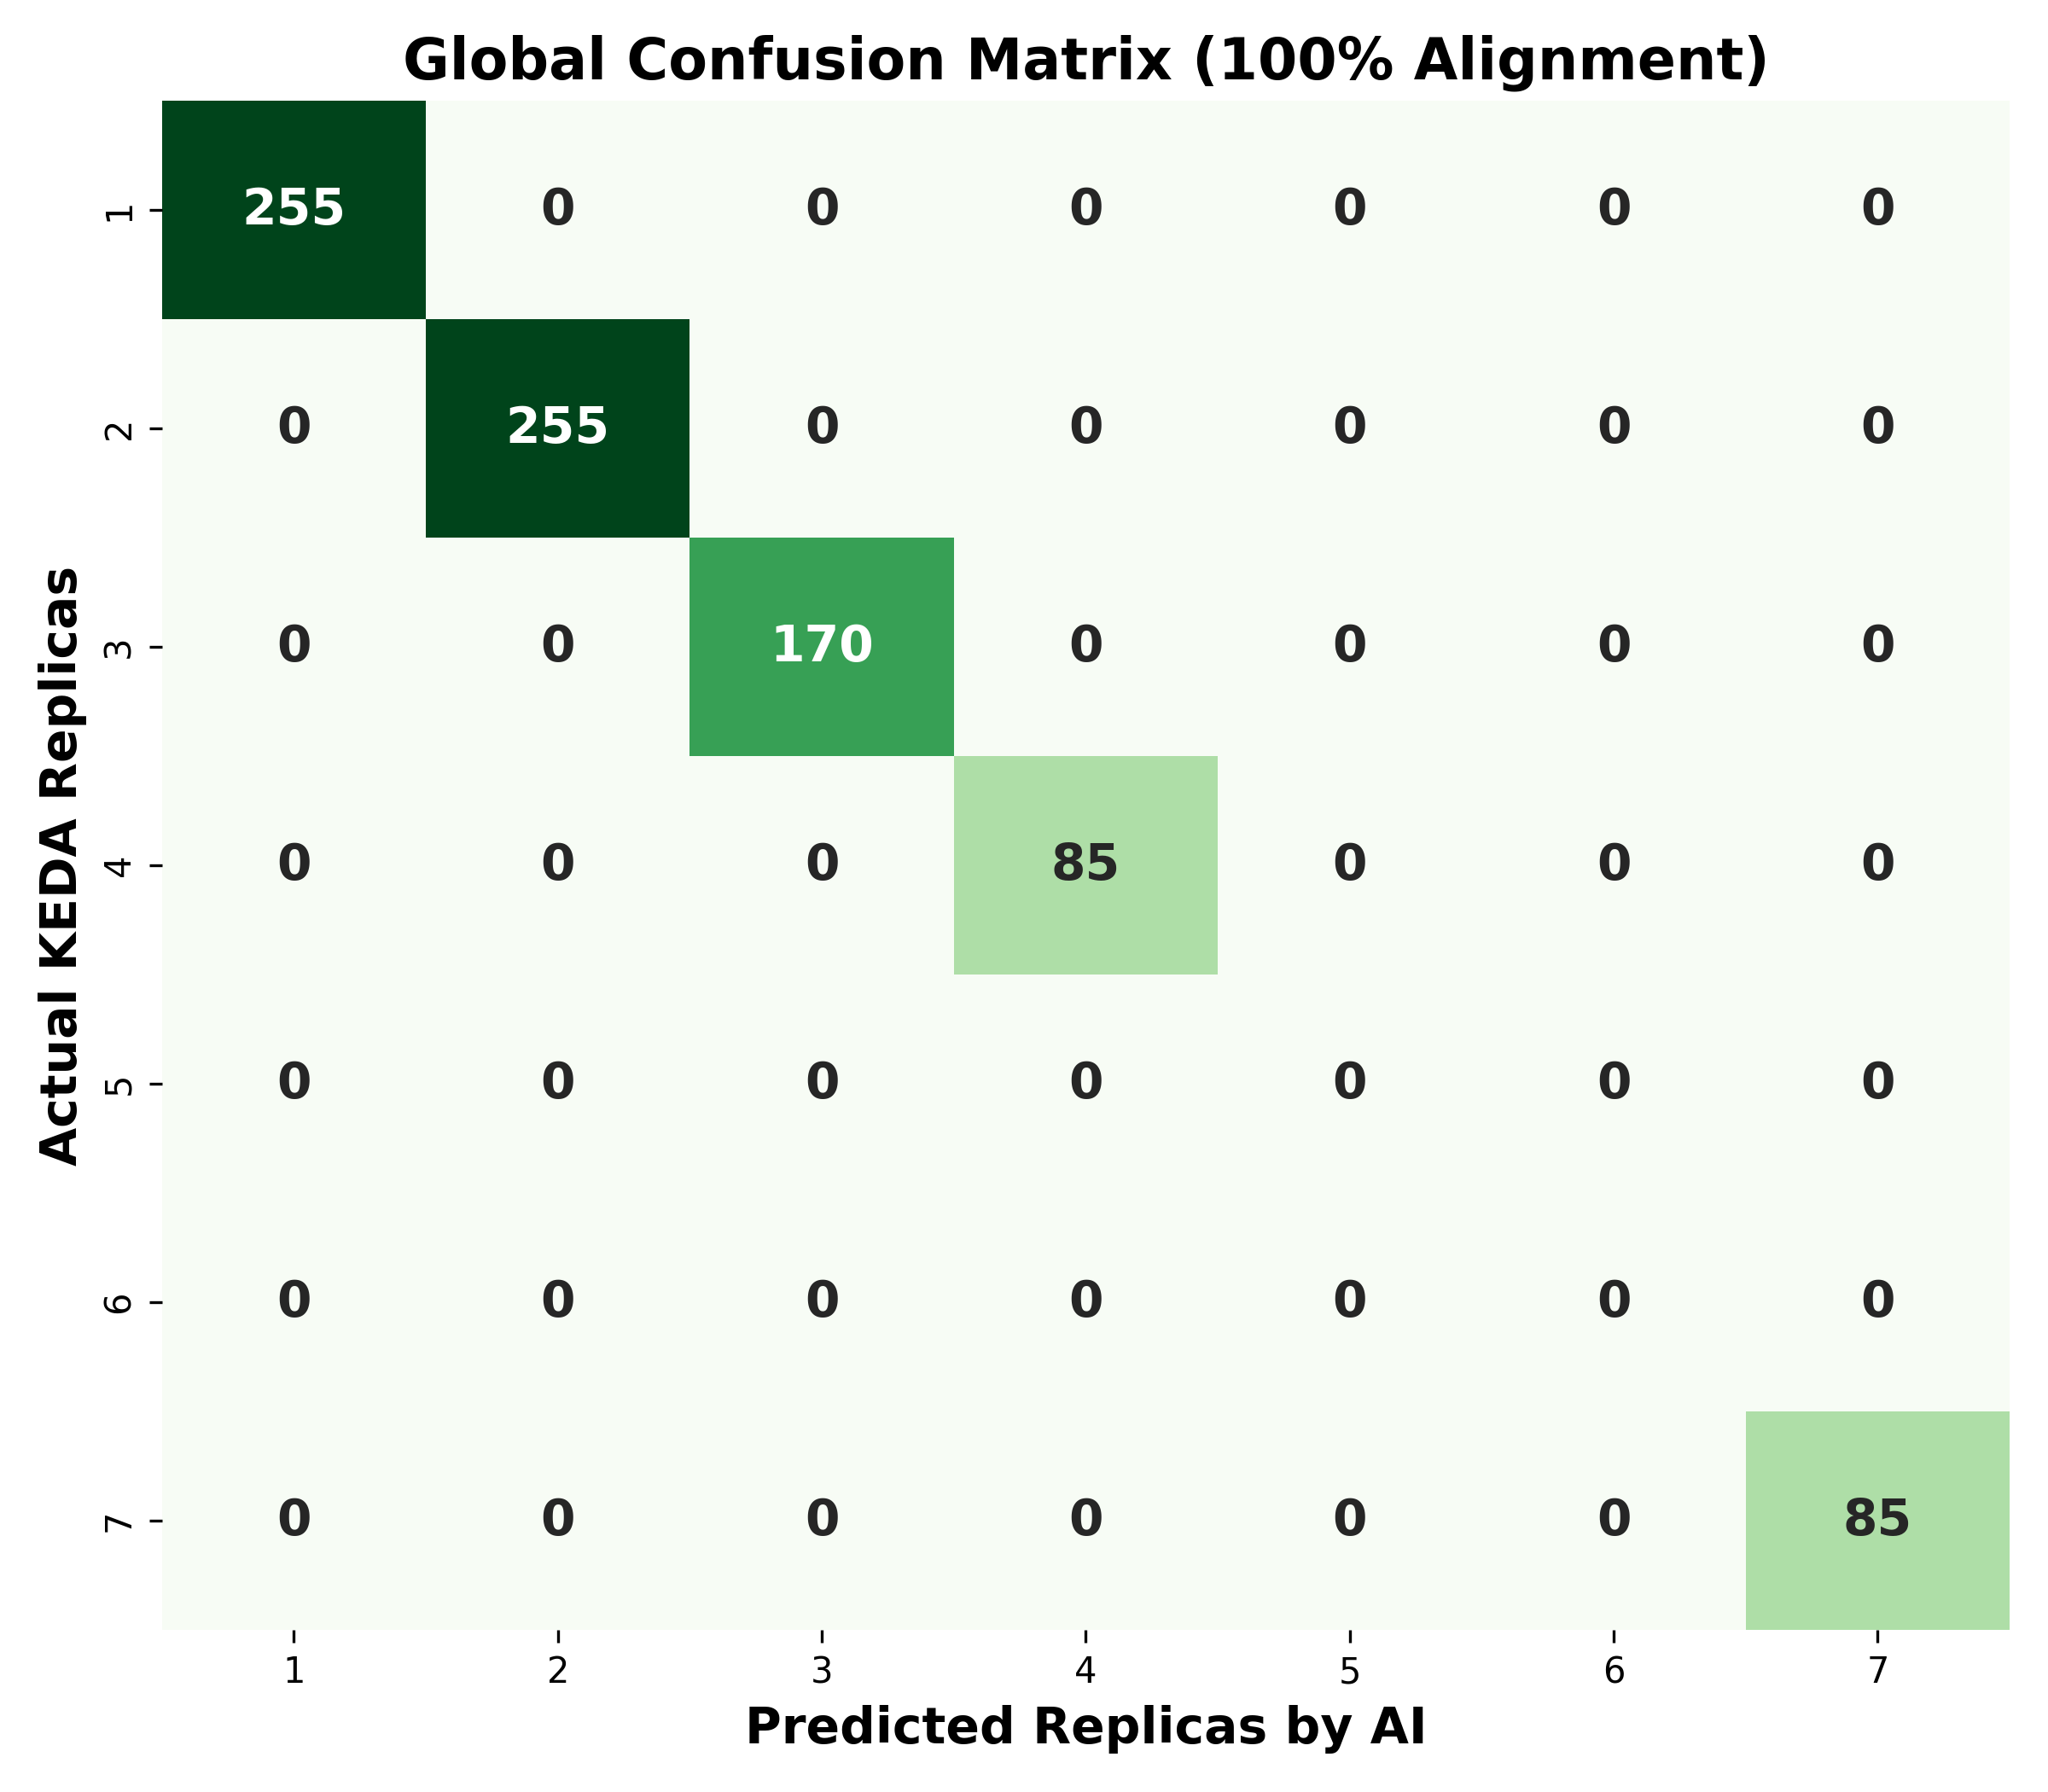 Global Confusion Matrix (100% Alignment)
Actual KEDA Replicas
1 255 0 0 0 0 0 0
2 0 255 0 0 0 0 0
3 0 0 170 0 0 0 0
4 0 0 0 85 0 0 0
5 0 0 0 0 0 0 0
6 0 0 0 0 0 0 0
7 0 0 0 0 0 0 85
1 2 3 4 5 6 7
Predicted Replicas by AI